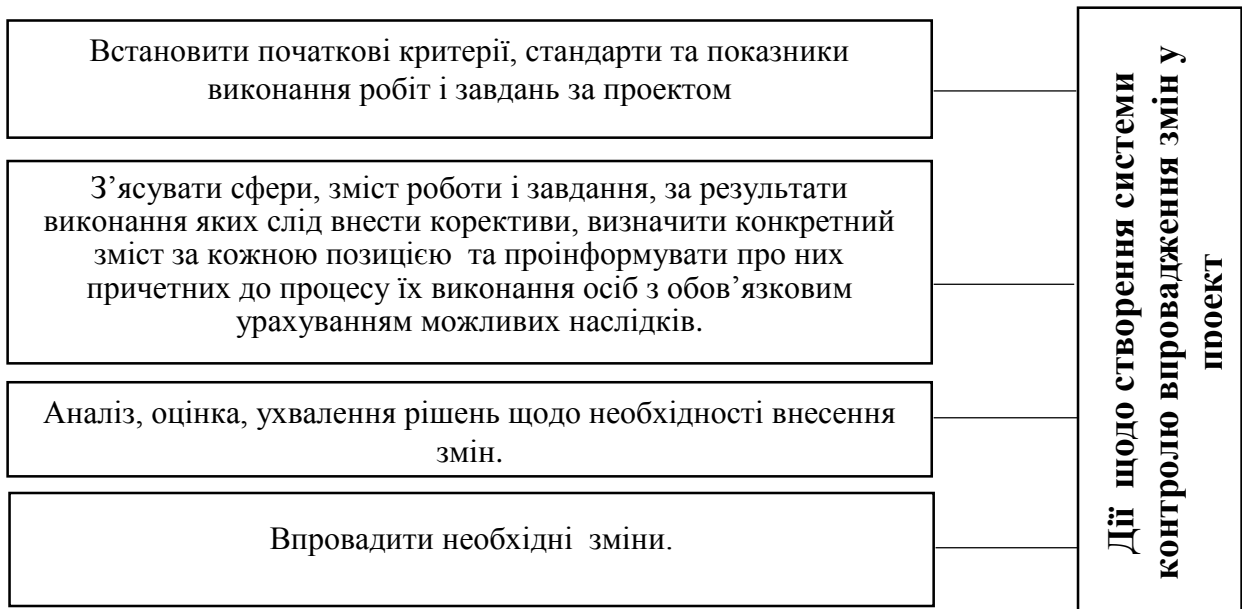 Встановити початкові критерії, стандарти та показники
виконання робіт і завдань за проектом
З’ясувати сфери, зміст роботи і завдання, за результати
виконання яких слід внести корективи, визначити конкретний
зміст за кожною позицією та проінформувати про них
причетних до процесу їх виконання осіб з обов’язковим
урахуванням можливих наслідків.
Аналіз, оцінка, ухвалення рішень щодо необхідності внесення
змін.
Впровадити необхідні зміни.
Дії щодо створення системи
контролю впровадження змін у
проект